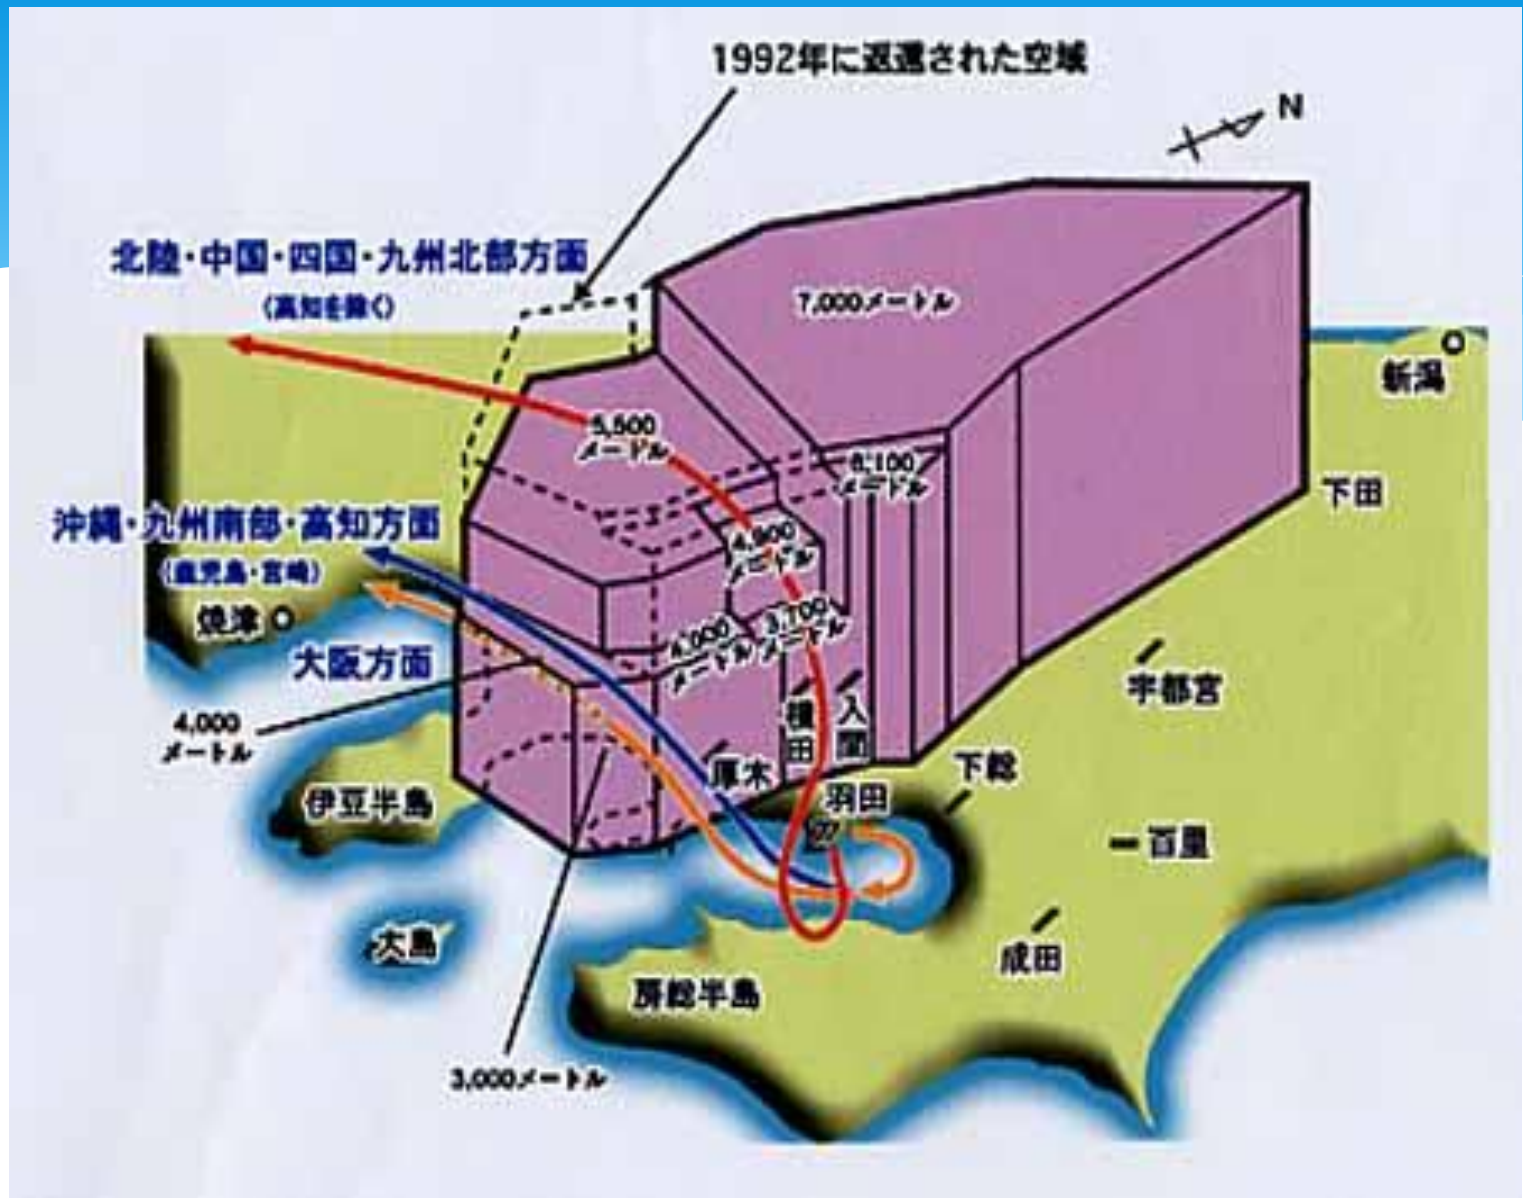 1992年に返還された空域
N
北陸・中国・四国・九州北部方面
(高知を除く)
7,000メートル
新潟
5,500
メートル
6,100
メートル
下田
沖縄・九州南部・高知方面
(鹿児島・宮崎)
4,900
メートル
焼津
3,700
メートル
4,000
メートル
大阪方面
宇都宮
横田
入間
4,000
メートル
厚木
下総
羽田
伊豆半島
百里
大島
成田
房総半島
3,000メートル